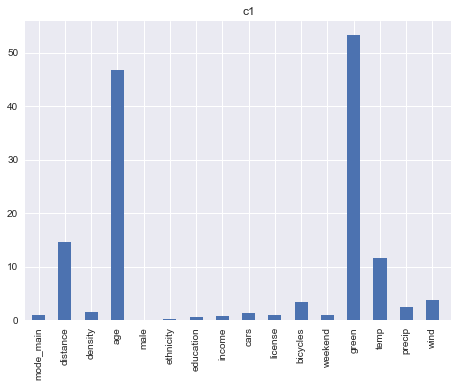 c1
50
40
30
20
10
0
mode_main
distance
density
age
male
ethnicity
education
income
cars
license
bicycles
weekend
green
temp
precip
wind